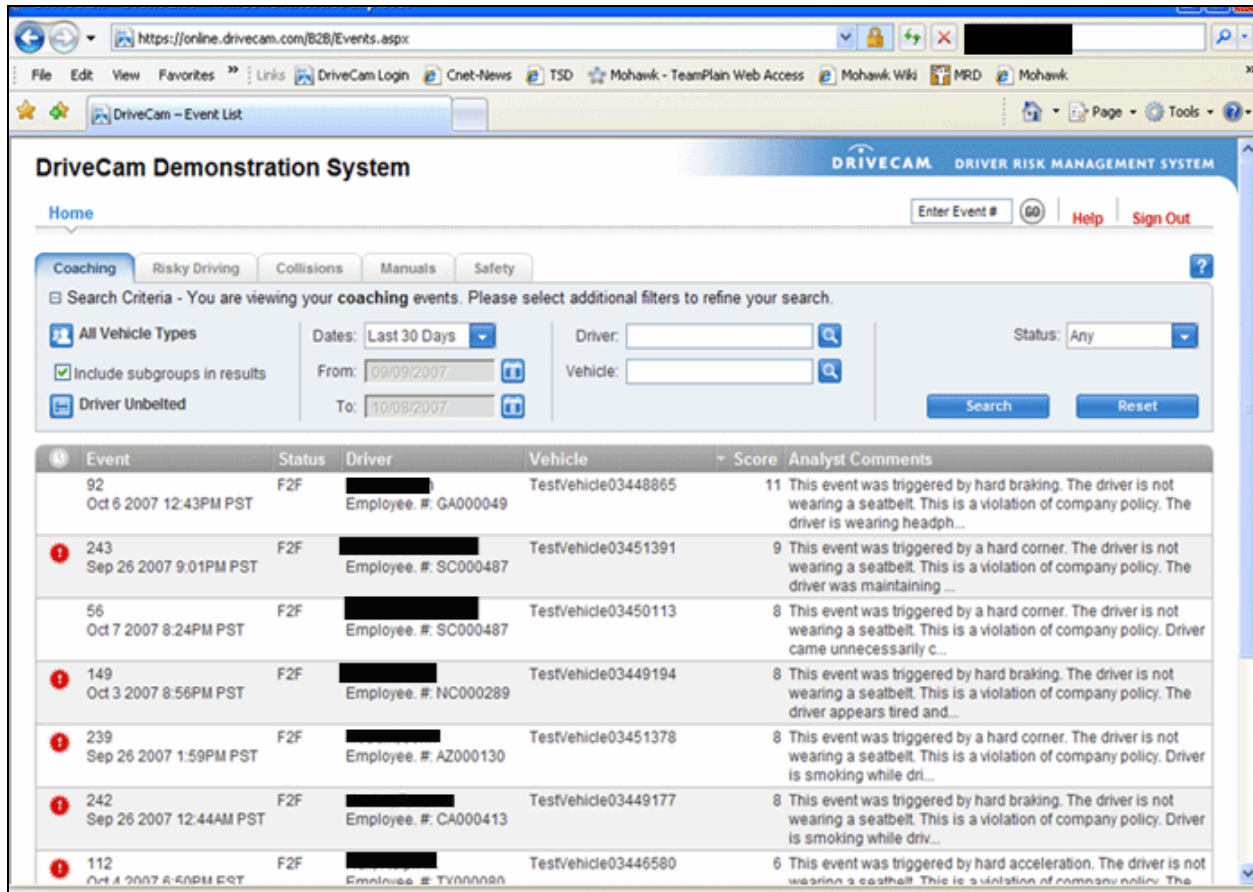 https://online.drivecam.com/B2B/Events.aspx
File Edit View Favorites » Links DriveCam Login Cnet-News TSD Mohawk - TeamPlain Web Access Mohawk Wiki MRD Mohawk »
DriveCam – Event List
Page Tools
DriveCam Demonstration System
DRIVECAM DRIVER RISK MANAGEMENT SYSTEM
Home
Enter Event # GO Help Sign Out
Coaching Risky Driving Collisions Manuals Safety ?
Search Criteria - You are viewing your coaching events. Please select additional filters to refine your search.
All Vehicle Types Dates: Last 30 Days Driver: Status: Any
Include subgroups in results From: 09/09/2007 Vehicle:
Driver Unbelted To: 10/08/2007 Search Reset
Event Status Driver Vehicle Score Analyst Comments
92 F2F TestVehicle03448865 11 This event was triggered by hard braking. The driver is not
Oct 6 2007 12:43PM PST Employee. #: GA000049 wearing a seatbelt. This is a violation of company policy. The
driver is wearing headph...
243 F2F TestVehicle03451391 9 This event was triggered by a hard corner. The driver is not
Sep 26 2007 9:01PM PST Employee. #: SC000487 wearing a seatbelt. This is a violation of company policy. The
driver was maintaining ...
56 F2F TestVehicle03450113 8 This event was triggered by a hard corner. The driver is not
Oct 7 2007 8:24PM PST Employee. #: SC000487 wearing a seatbelt. This is a violation of company policy. Driver
came unnecessarily c...
149 F2F TestVehicle03449194 8 This event was triggered by hard braking. The driver is not
Oct 3 2007 8:56PM PST Employee. #: NC000289 wearing a seatbelt. This is a violation of company policy. The
driver appears tired and...
239 F2F TestVehicle03451378 8 This event was triggered by a hard corner. The driver is not
Sep 26 2007 1:59PM PST Employee. #: AZ000130 wearing a seatbelt. This is a violation of company policy. Driver
is smoking while dri...
242 F2F TestVehicle03449177 8 This event was triggered by hard braking. The driver is not
Sep 26 2007 12:44AM PST Employee. #: CA000413 wearing a seatbelt. This is a violation of company policy. Driver
is smoking while driv...
112 F2F TestVehicle03446580 6 This event was triggered by hard acceleration. The driver is not
Oct 4 2007 6:50PM EST Employee. #: TX000080 wearing a seatbelt. This is a violation of company policy. The